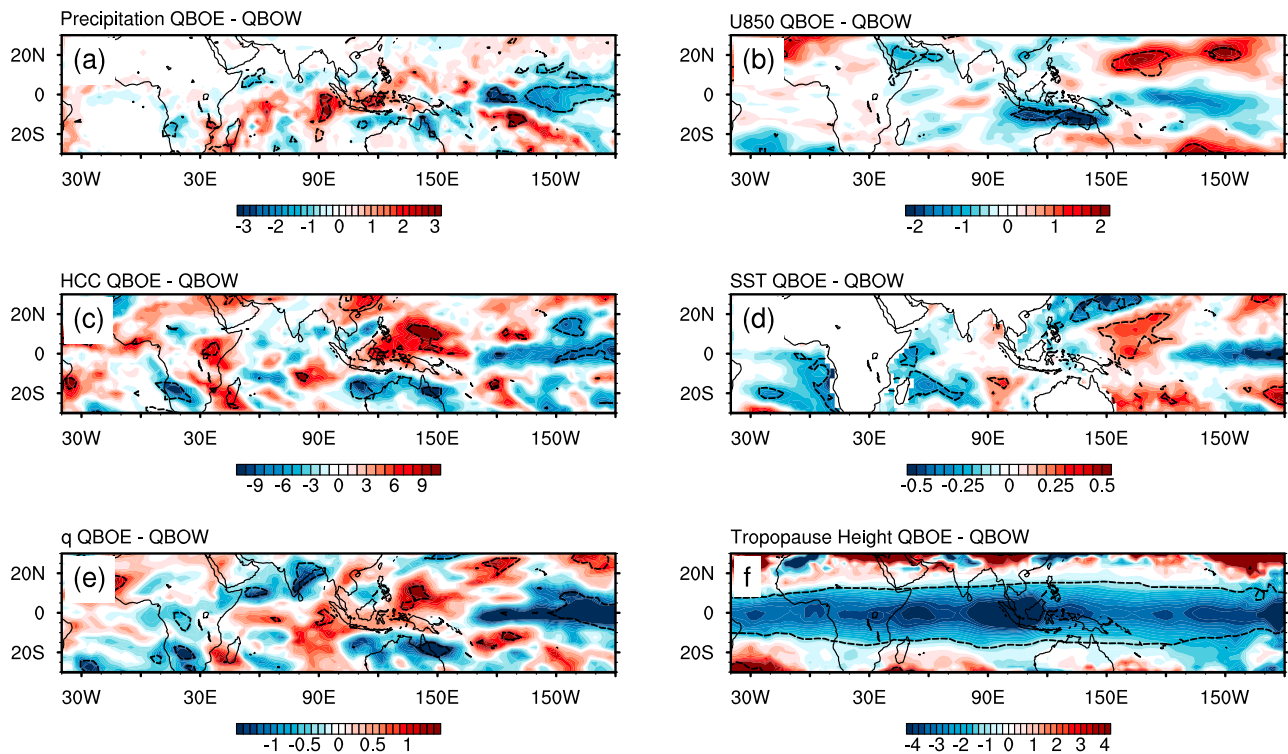 Precipitation QBOE - QBOW
(a)
20N
0
20S
30W 30E 90E 150E 150W
-3 -2 -1 0 1 2 3
U850 QBOE - QBOW
(b)
20N
0
20S
30W 30E 90E 150E 150W
-2 -1 0 1 2
HCC QBOE - QBOW
(c)
20N
0
20S
30W 30E 90E 150E 150W
-9 -6 -3 0 3 6 9
SST QBOE - QBOW
(d)
20N
0
20S
30W 30E 90E 150E 150W
-0.5 -0.25 0 0.25 0.5
q QBOE - QBOW
(e)
20N
0
20S
30W 30E 90E 150E 150W
-1 -0.5 0 0.5 1
Tropopause Height QBOE - QBOW
f
20N
0
20S
30W 30E 90E 150E 150W
-4 -3 -2 -1 0 1 2 3 4